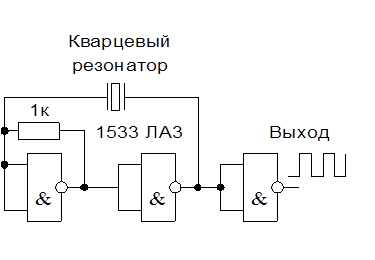 Кварцевый
резонатор
1к
1533 ЛА3
Выход
&
&
&